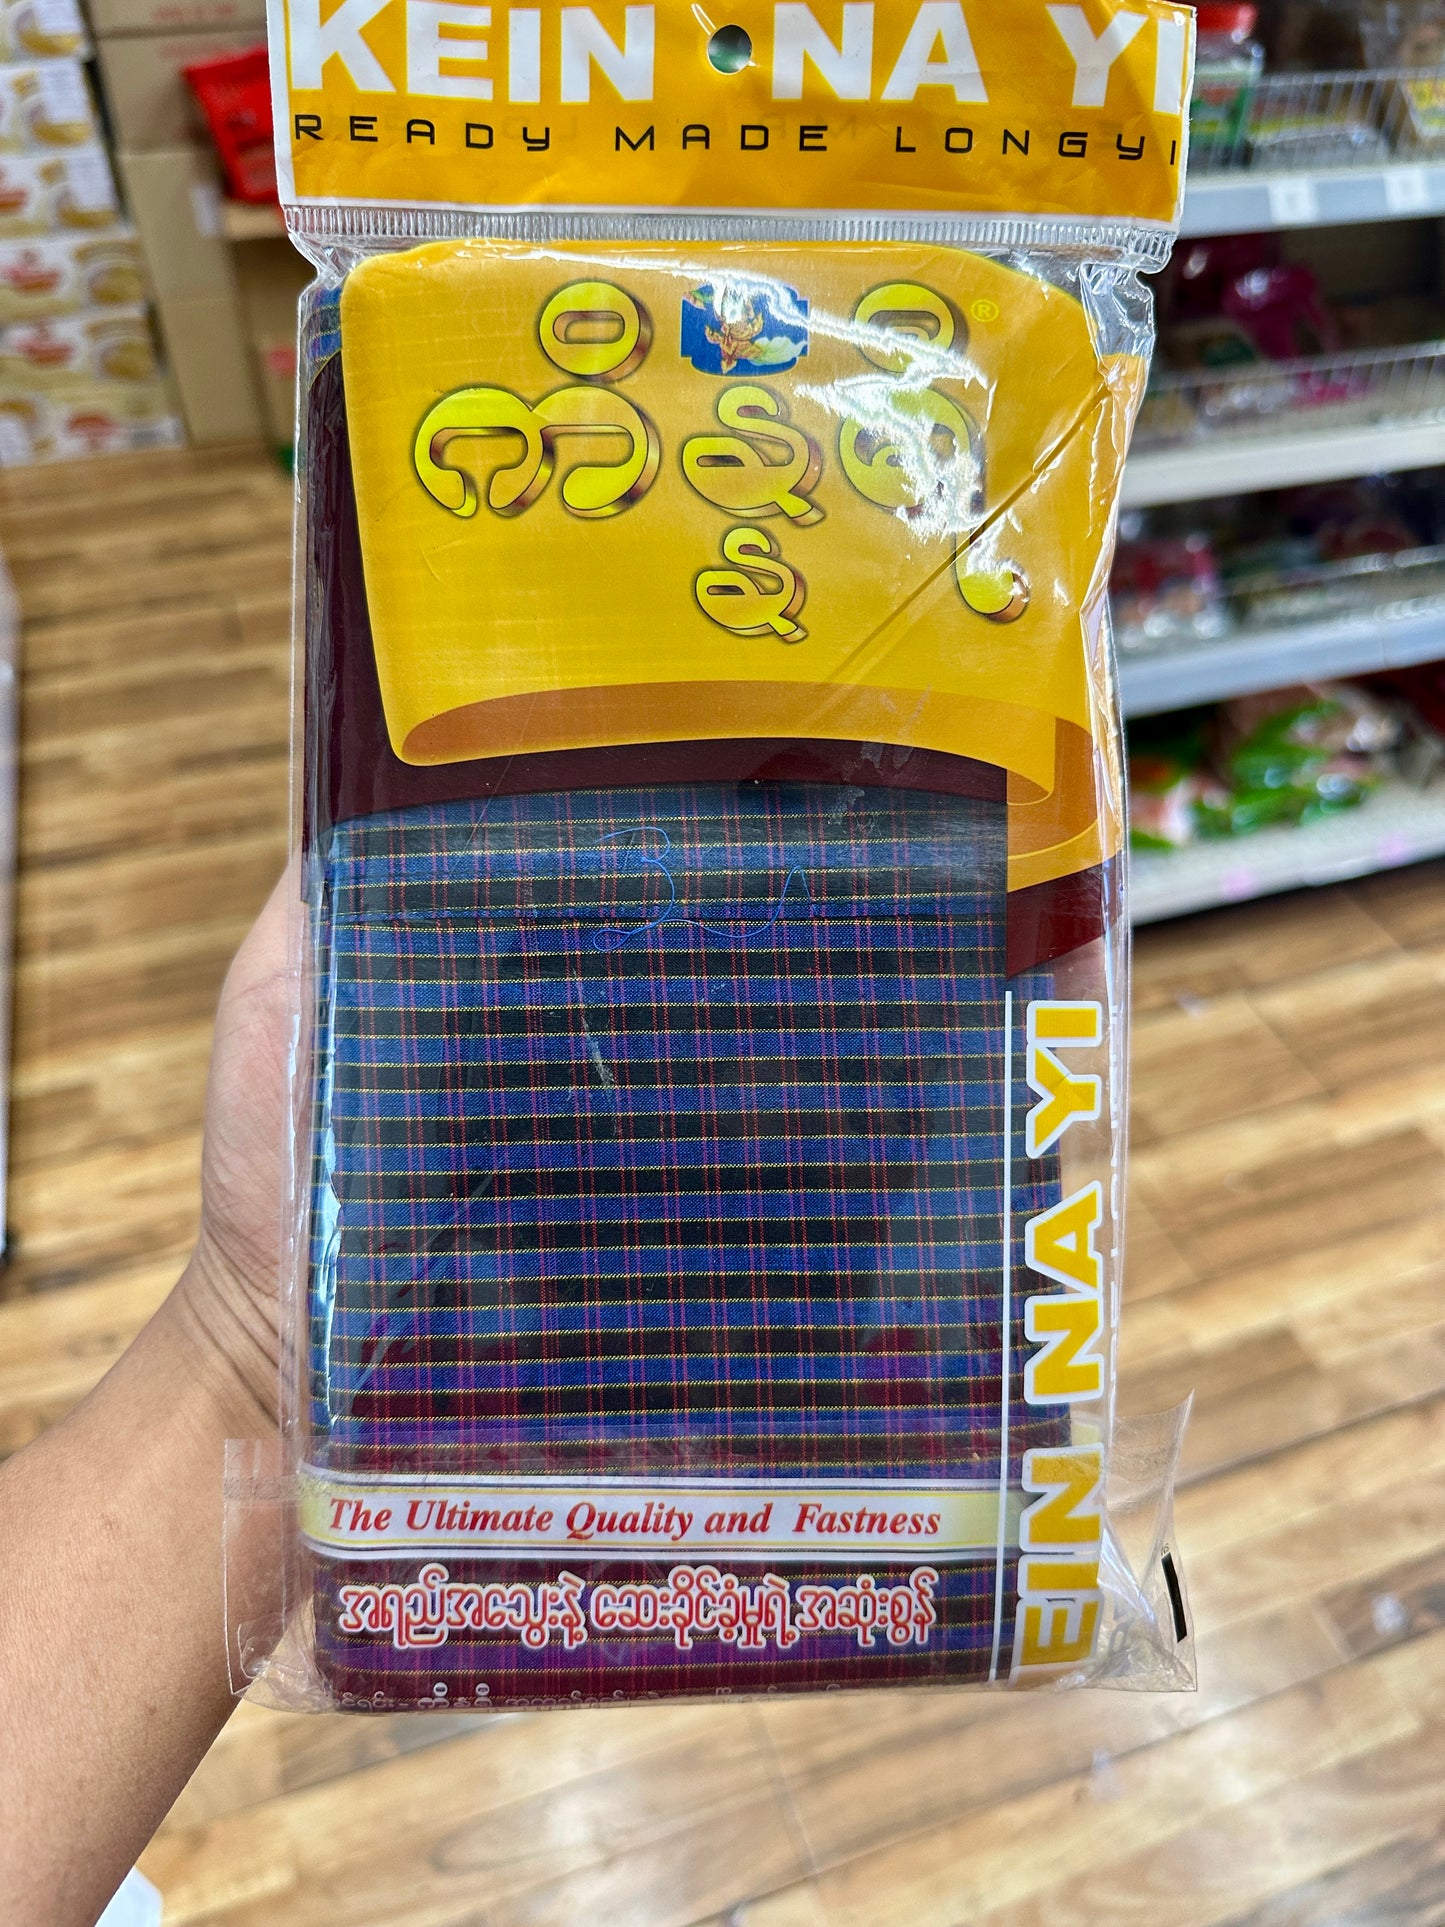 KEIN NA YI
READY MADE LONGYI
ကိန္နရီ
®
KEIN NA YI
The Ultimate Quality and Fastness
အရည်အသွေးနဲ့ ဆေးခိုင်ခံ့မှုရဲ့ အဆုံးစွန်